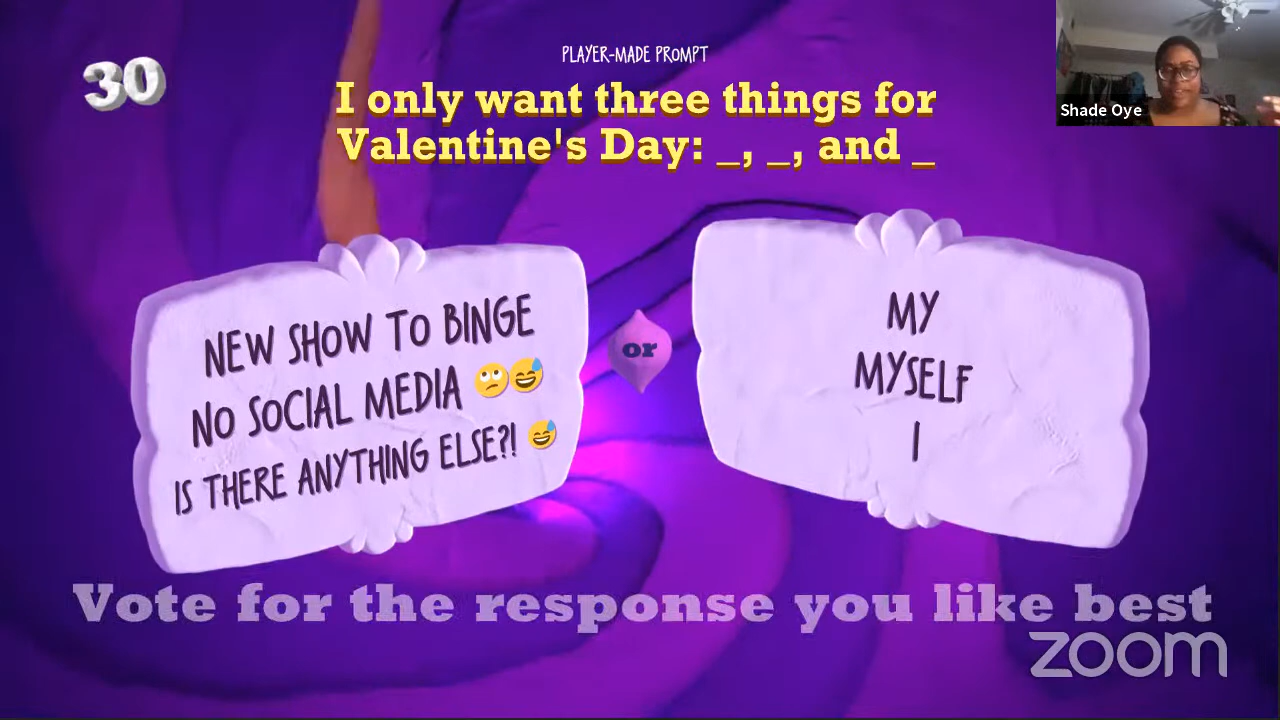 30
PLAYER-MADE PROMPT
I only want three things for
Valentine's Day: _, _, and _
Shade Oye
NEW SHOW TO BINGE
NO SOCIAL MEDIA 🙄😅
IS THERE ANYTHING ELSE?! 😅
or
MY
MYSELF
I
Vote for the response you like best
zoom